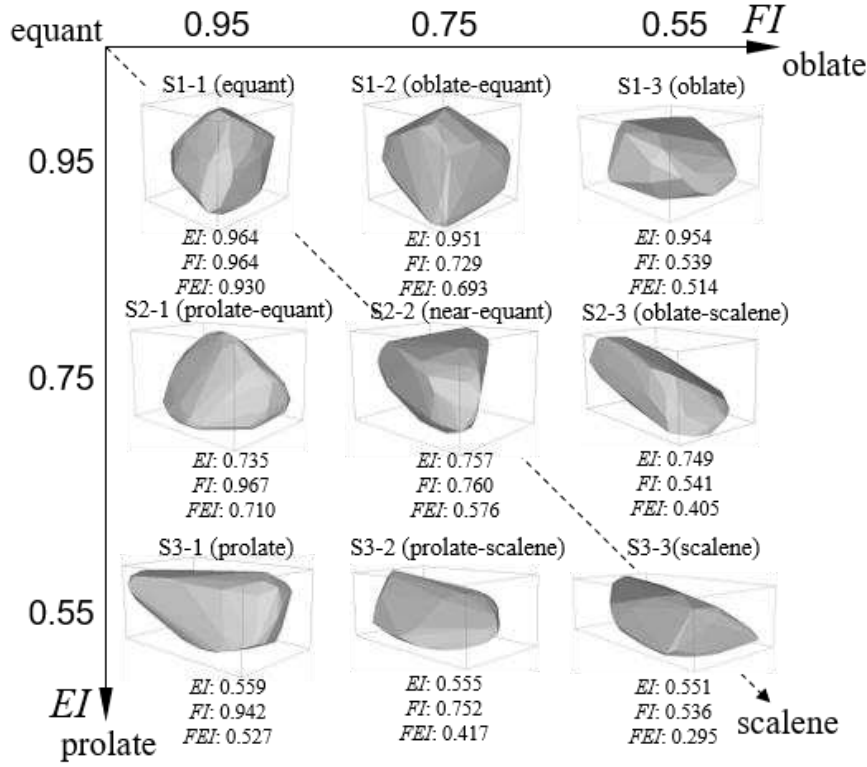 equant
0.95
0.75
0.55
FI
oblate
S1-1 (equant)
S1-2 (oblate-equant)
S1-3 (oblate)
0.95
EI: 0.964
FI: 0.964
FEI: 0.930
EI: 0.951
FI: 0.729
FEI: 0.693
EI: 0.954
FI: 0.539
FEI: 0.514
S2-1 (prolate-equant)
S2-2 (near-equant)
S2-3 (oblate-scalene)
0.75
EI: 0.735
FI: 0.967
FEI: 0.710
EI: 0.757
FI: 0.760
FEI: 0.576
EI: 0.749
FI: 0.541
FEI: 0.405
S3-1 (prolate)
S3-2 (prolate-scalene)
S3-3(scalene)
0.55
EI: 0.559
FI: 0.942
FEI: 0.527
EI: 0.555
FI: 0.752
FEI: 0.417
EI: 0.551
FI: 0.536
FEI: 0.295
EI
prolate
scalene